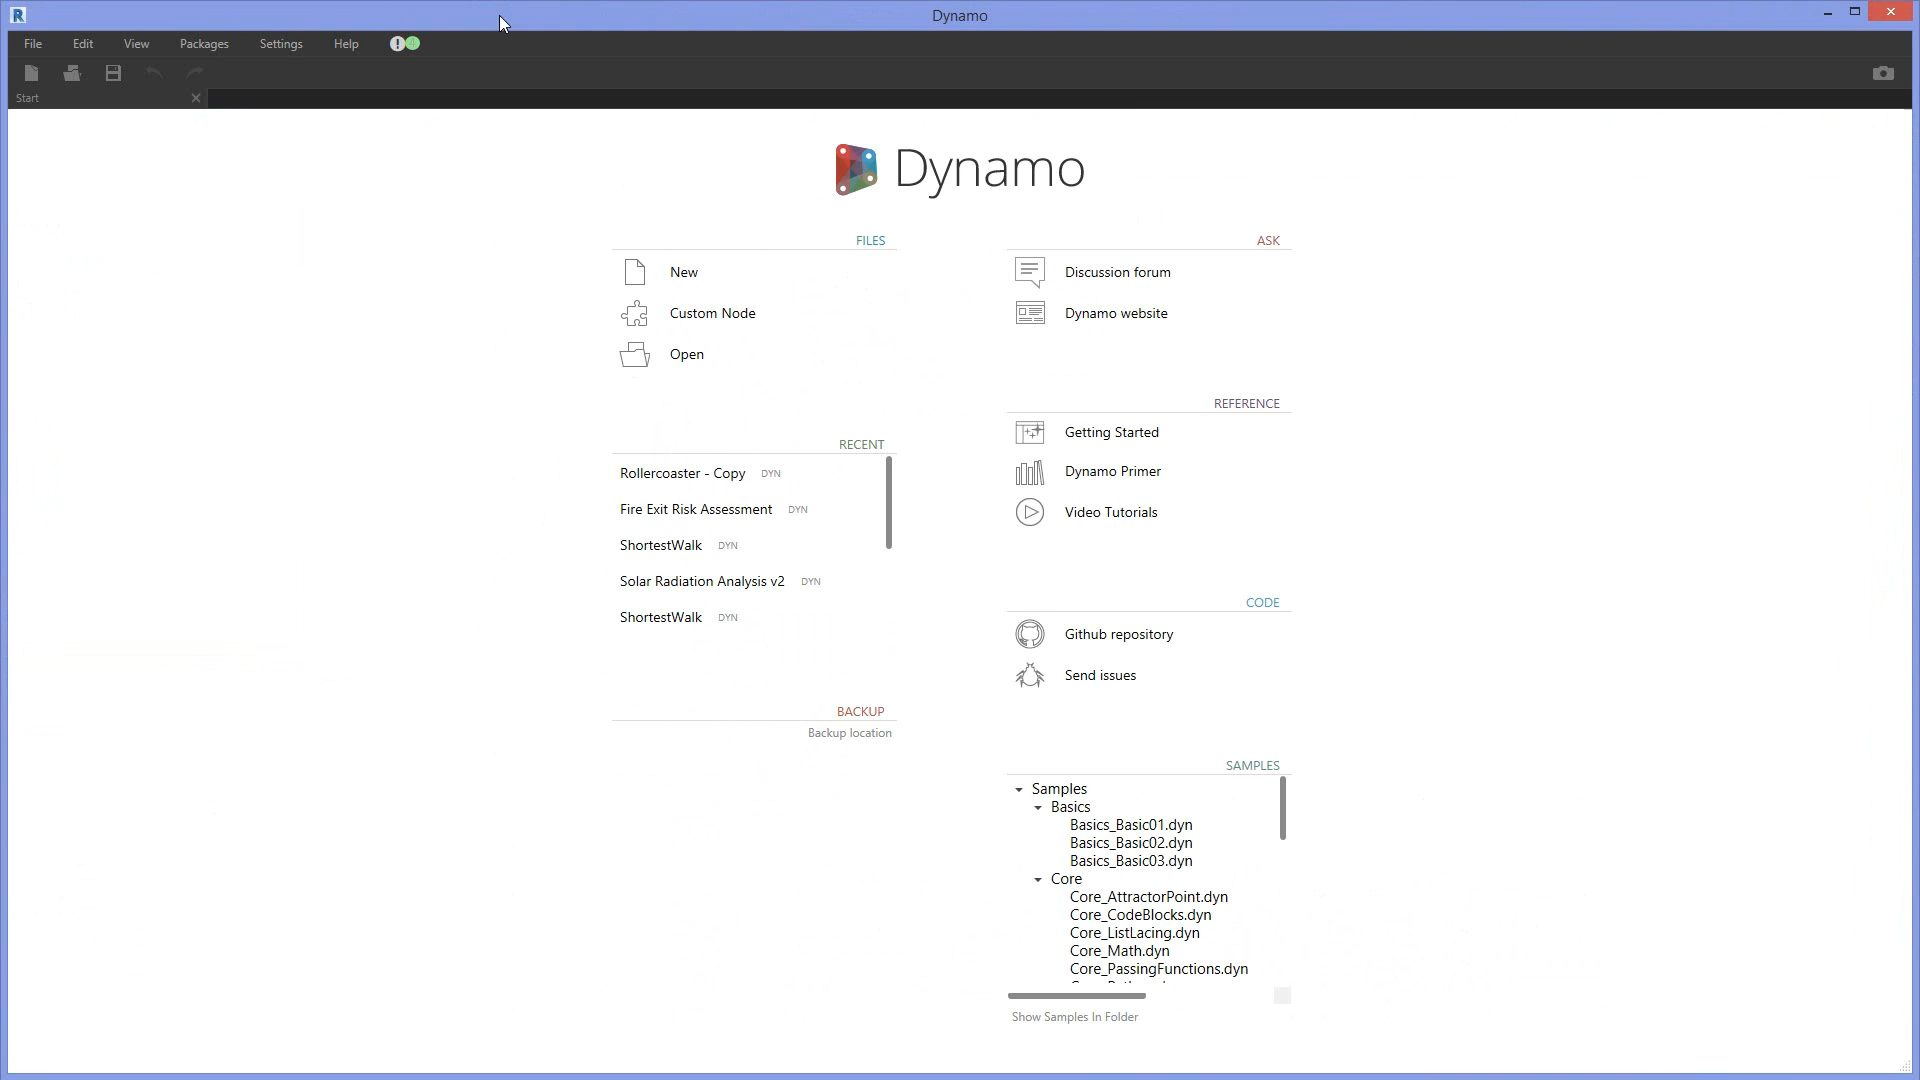 Dynamo
File Edit View Packages Settings Help
Start
Dynamo
FILES
New
Custom Node
Open
RECENT
Rollercoaster - Copy DYN
Fire Exit Risk Assessment DYN
ShortestWalk DYN
Solar Radiation Analysis v2 DYN
ShortestWalk DYN
BACKUP
Backup location
ASK
Discussion forum
Dynamo website
REFERENCE
Getting Started
Dynamo Primer
Video Tutorials
CODE
Github repository
Send issues
SAMPLES
Samples
Basics
Basics_Basic01.dyn
Basics_Basic02.dyn
Basics_Basic03.dyn
Core
Core_AttractorPoint.dyn
Core_CodeBlocks.dyn
Core_ListLacing.dyn
Core_Math.dyn
Core_PassingFunctions.dyn
Show Samples In Folder